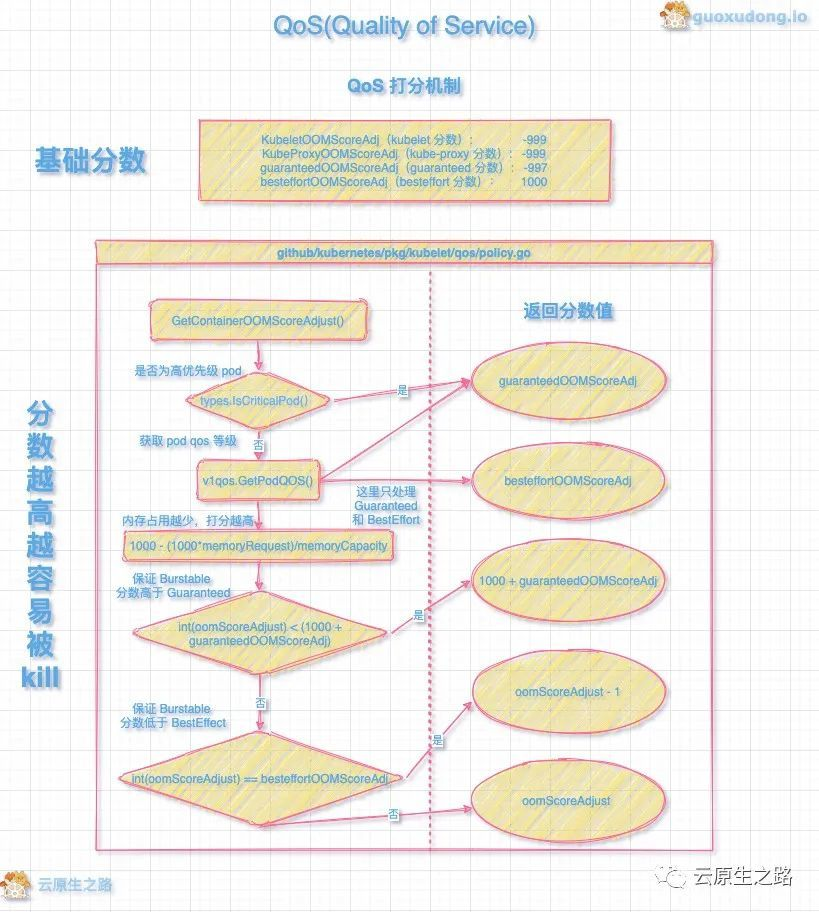 guoxudong.io
QoS(Quality of Service)
QoS 打分机制
基础分数
KubeletOOMScoreAdj（kubelet 分数）： -999
KubeProxyOOMScoreAdj（kube-proxy 分数）： -999
guaranteedOOMScoreAdj（guaranteed 分数）： -997
besteffortOOMScoreAdj（besteffort 分数）： 1000
github/kubernetes/pkg/kubelet/qos/policy.go
GetContainerOOMScoreAdjust()
返回分数值
是否为高优先级 pod
types.IsCriticalPod()
是
guaranteedOOMScoreAdj
获取 pod qos 等级
否
v1qos.GetPodQOS()
这里只处理
Guaranteed
和 BestEffort
besteffortOOMScoreAdj
内存占用越少，打分越高
1000 - (1000*memoryRequest)/memoryCapacity
保证 Burstable
分数高于 Guaranteed
int(oomScoreAdjust) < (1000 +
guaranteedOOMScoreAdj)
是
1000 + guaranteedOOMScoreAdj
否
保证 Burstable
分数低于 BestEffect
int(oomScoreAdjust) == besteffortOOMScoreAdj
是
oomScoreAdjust - 1
否
oomScoreAdjust
分数越高越容易被
kill
云原生之路
云原生之路